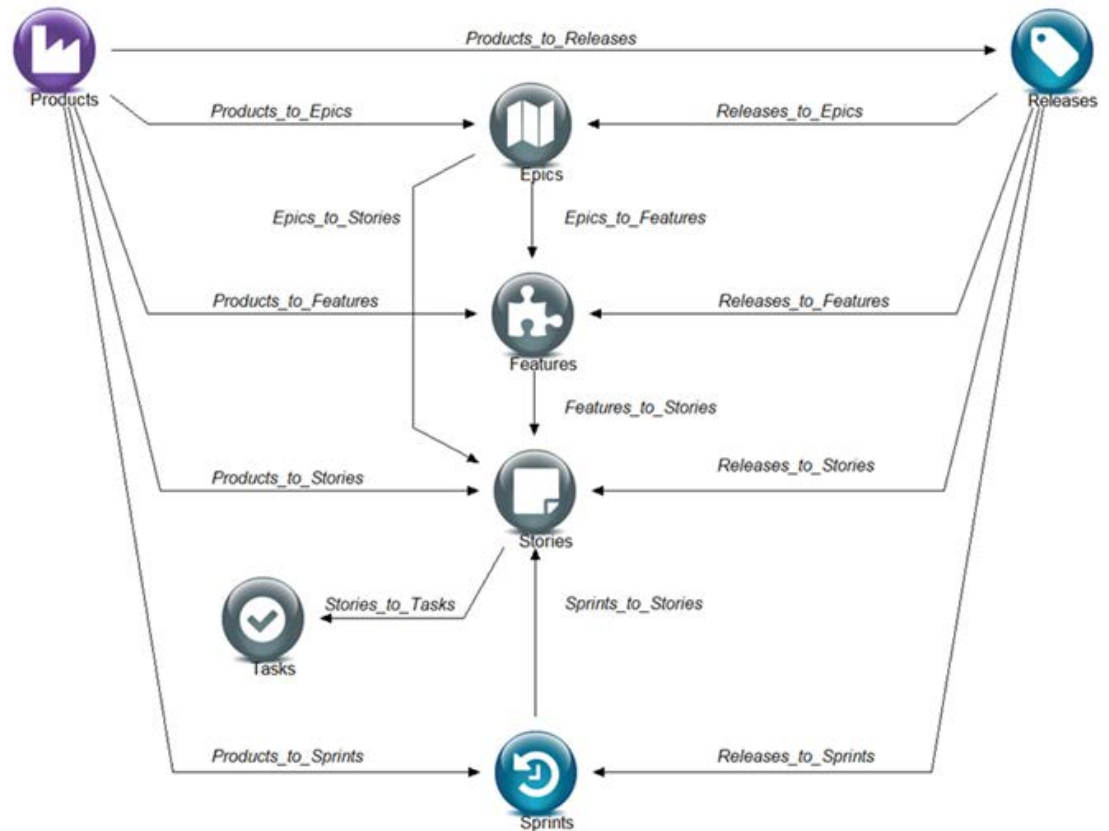 Products_to_Releases
Products
Releases
Products_to_Epics
Releases_to_Epics
Epics
Epics_to_Stories
Epics_to_Features
Products_to_Features
Releases_to_Features
Features
Features_to_Stories
Products_to_Stories
Releases_to_Stories
Stories
Stories_to_Tasks
Sprints_to_Stories
Tasks
Products_to_Sprints
Releases_to_Sprints
Sprints